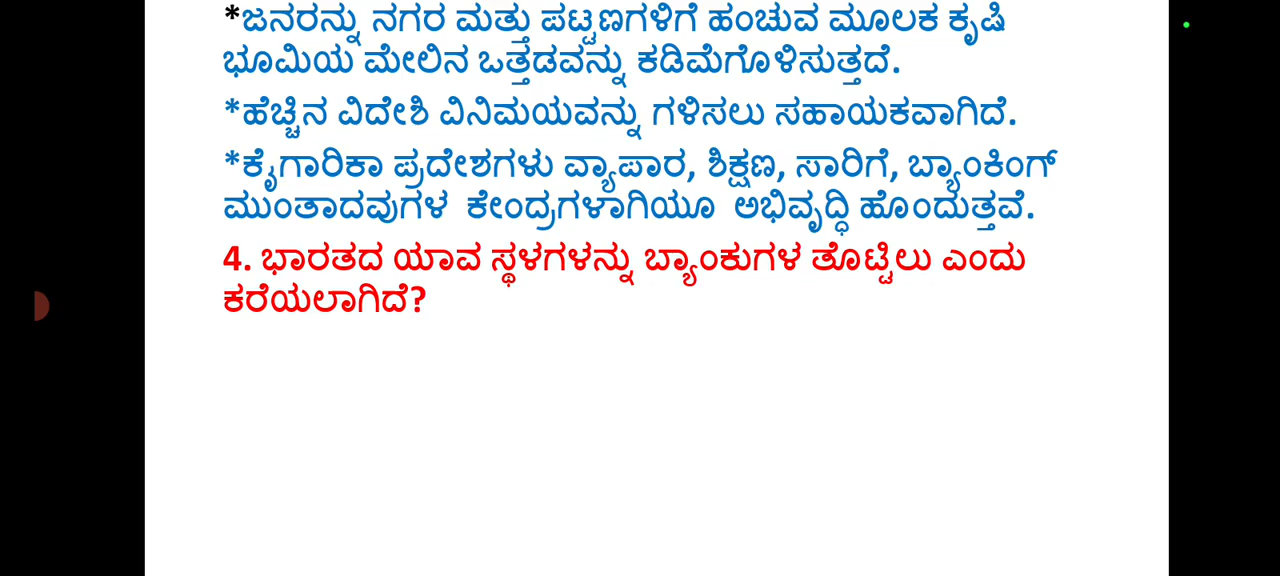 *ಜನರನ್ನು ನಗರ ಮತ್ತು ಪಟ್ಟಣಗಳಿಗೆ ಹಂಚುವ ಮೂಲಕ ಕೃಷಿ
ಭೂಮಿಯ ಮೇಲಿನ ಒತ್ತಡವನ್ನು ಕಡಿಮೆಗೊಳಿಸುತ್ತದೆ.
*ಹೆಚ್ಚಿನ ವಿದೇಶಿ ವಿನಿಮಯವನ್ನು ಗಳಿಸಲು ಸಹಾಯಕವಾಗಿದೆ.
*ಕೈಗಾರಿಕಾ ಪ್ರದೇಶಗಳು ವ್ಯಾಪಾರ, ಶಿಕ್ಷಣ, ಸಾರಿಗೆ, ಬ್ಯಾಂಕಿಂಗ್
ಮುಂತಾದವುಗಳ ಕೇಂದ್ರಗಳಾಗಿಯೂ ಅಭಿವೃದ್ಧಿ ಹೊಂದುತ್ತವೆ.
4. ಭಾರತದ ಯಾವ ಸ್ಥಳಗಳನ್ನು ಬ್ಯಾಂಕುಗಳ ತೊಟ್ಟಿಲು ಎಂದು
ಕರೆಯಲಾಗಿದೆ?